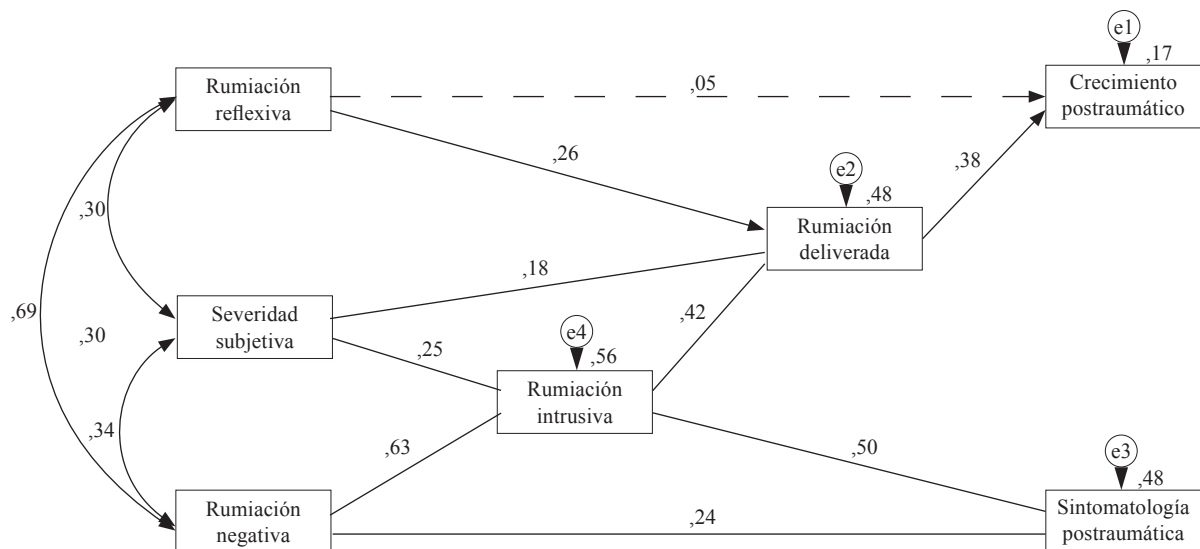 e1
,17
Rumiación
reflexiva
,05
Crecimiento
postraumático
,26
,38
e2
,48
Rumiación
deliverada
,30
,18
,69
,30
Severidad
subjetiva
,42
e4
,25
,56
Rumiación
intrusiva
,34
,63
,50
e3
,48
Rumiación
negativa
,24
Sintomatología
postraumática